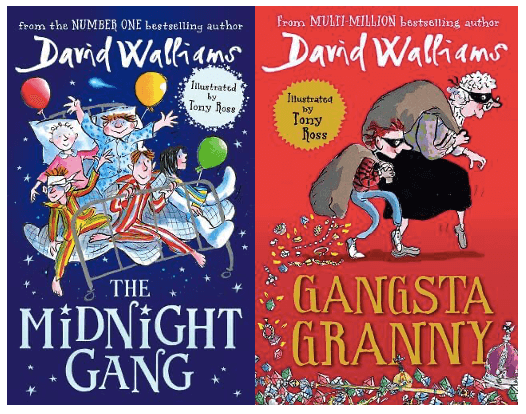 from the NUMBER ONE bestselling author
David Walliams
Illustrated
by
Tony
Ross
THE
MiDNiGHT
GANG
from MULTI-MILLION bestselling author
David Walliams
Illustrated
by
Tony
Ross
GANGSTA
GRANNY